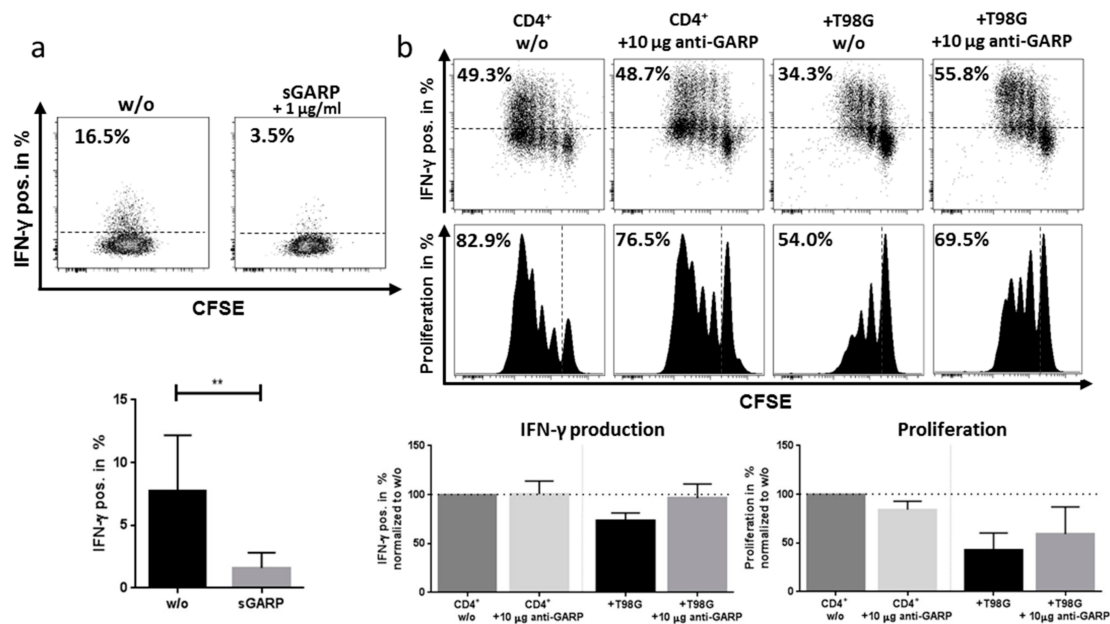 a
w/o
sGARP
+ 1 µg/ml
16.5%
3.5%
IFN-γ pos. in %
CFSE
**
15
10
5
0
IFN-γ pos. in %
w/o
sGARP
b
CD4+
w/o
CD4+
+10 µg anti-GARP
+T98G
w/o
+T98G
+10 µg anti-GARP
49.3%
48.7%
34.3%
55.8%
IFN-γ pos. in %
82.9%
76.5%
54.0%
69.5%
Proliferation in %
CFSE
IFN-γ production
150
100
50
0
IFN-γ pos. in %
normalized to w/o
CD4+
w/o
CD4+
+10 µg anti-GARP
+T98G
+T98G
+10 µg anti-GARP
Proliferation
150
100
50
0
Proliferation in %
normalized to w/o
CD4+
w/o
CD4+
+10 µg anti-GARP
+T98G
+T98G
+ 10 µg anti-GARP